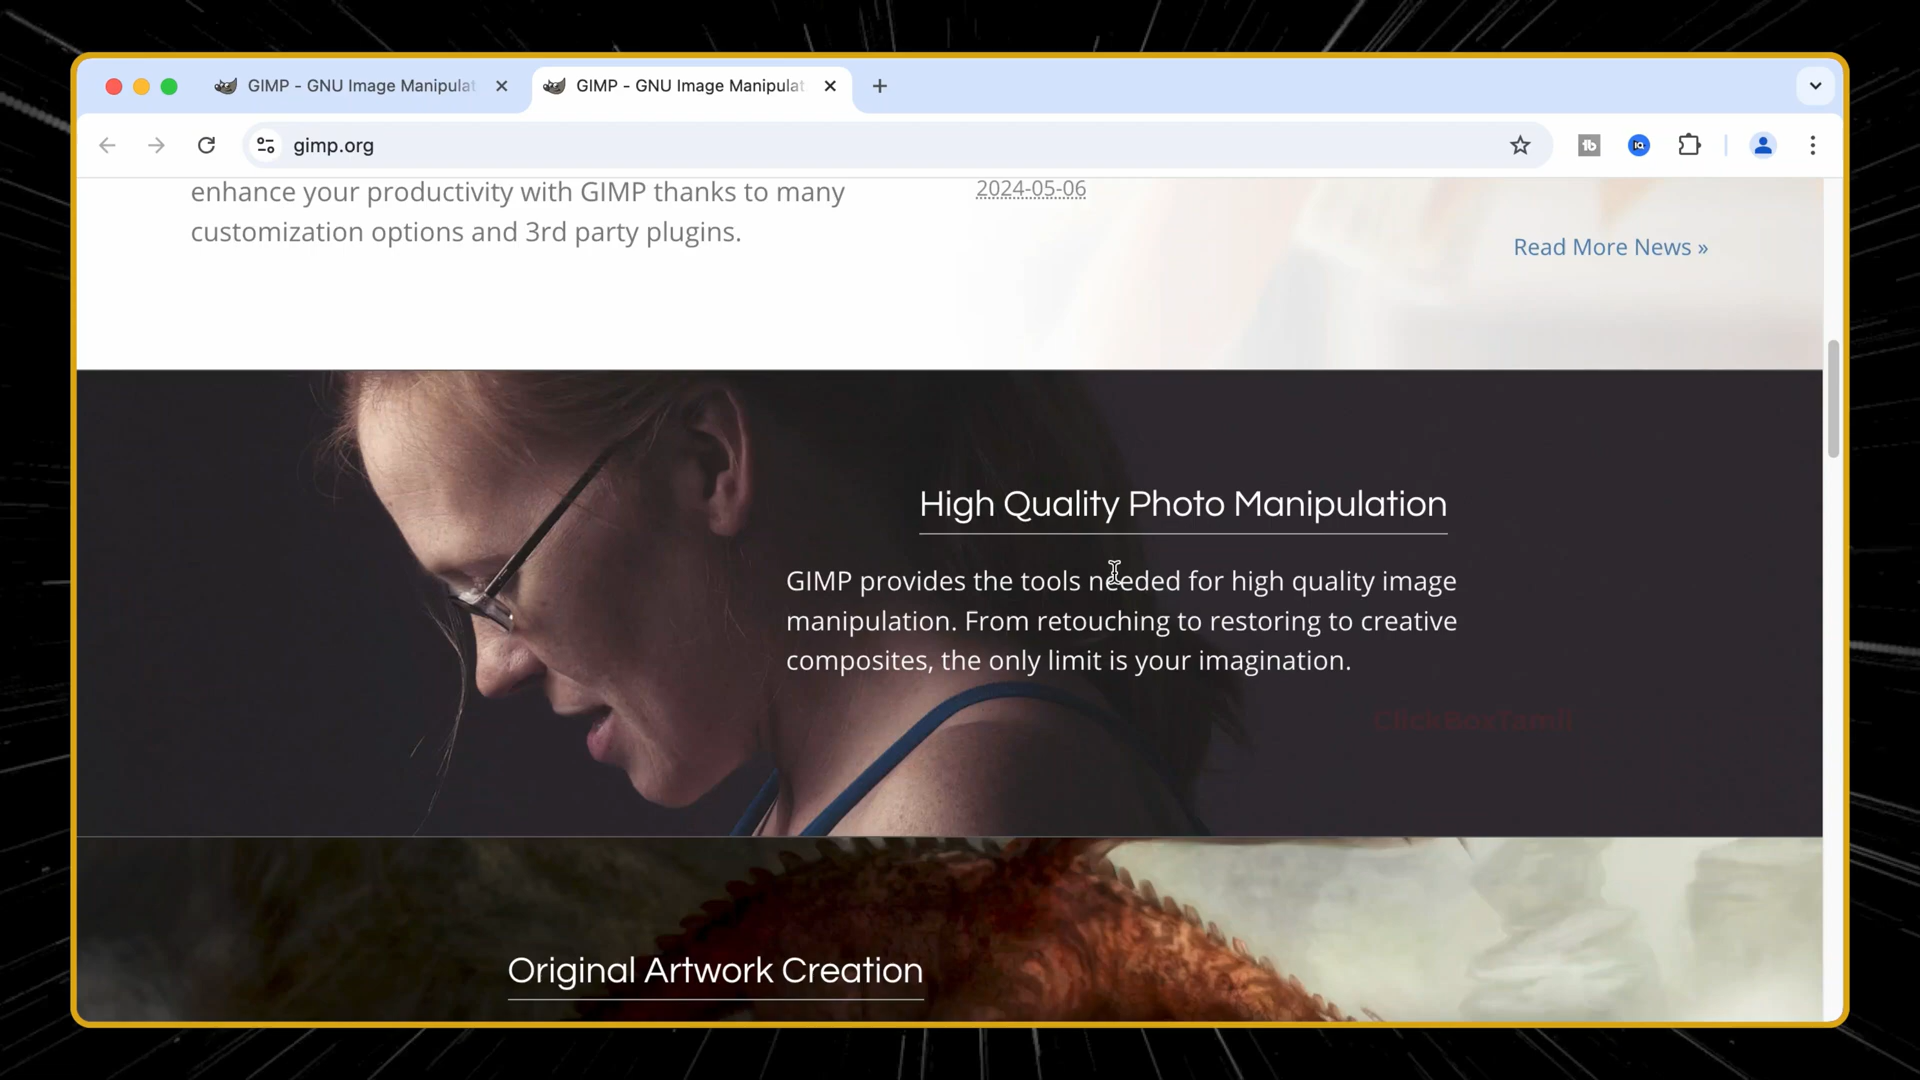 GIMP - GNU Image Manipulat
GIMP - GNU Image Manipulat
gimp.org
enhance your productivity with GIMP thanks to many
customization options and 3rd party plugins.
2024-05-06
Read More News »
High Quality Photo Manipulation
GIMP provides the tools needed for high quality image
manipulation. From retouching to restoring to creative
composites, the only limit is your imagination.
ClickBoxTamil
Original Artwork Creation